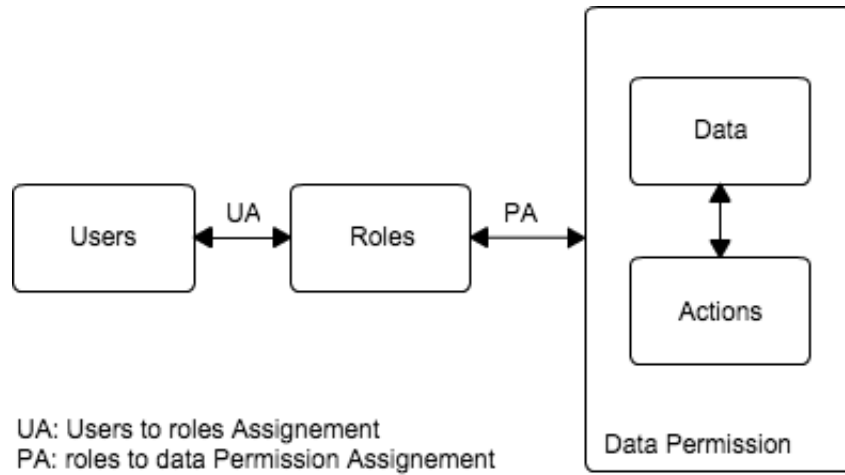 Data
UA
PA
Users
Roles
Actions
UA: Users to roles Assignement
PA: roles to data Permission Assignement
Data Permission